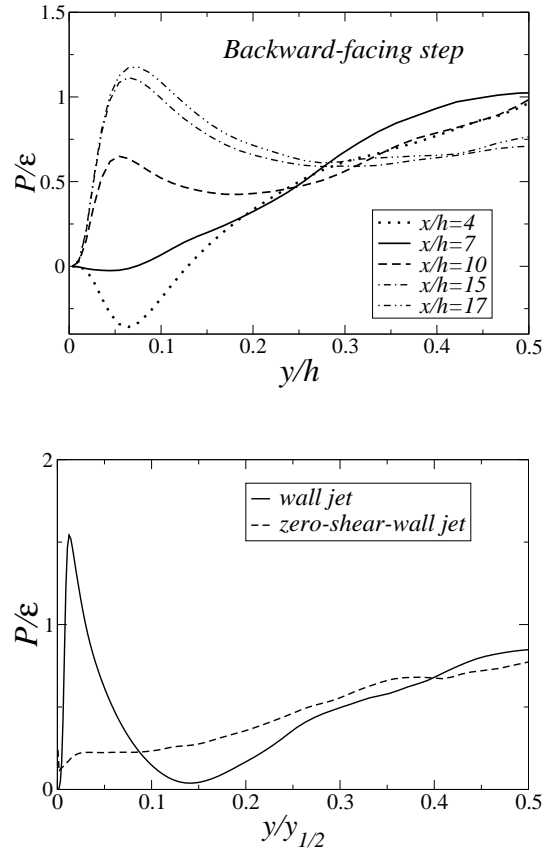 1.5
Backward-facing step
1
P/ε
0.5
x/h=4
x/h=7
x/h=10
x/h=15
x/h=17
0
0 0.1 0.2 0.3 0.4 0.5
y/h
2
wall jet
zero-shear-wall jet
P/ε
1
0
0 0.1 0.2 0.3 0.4 0.5
y/y1/2